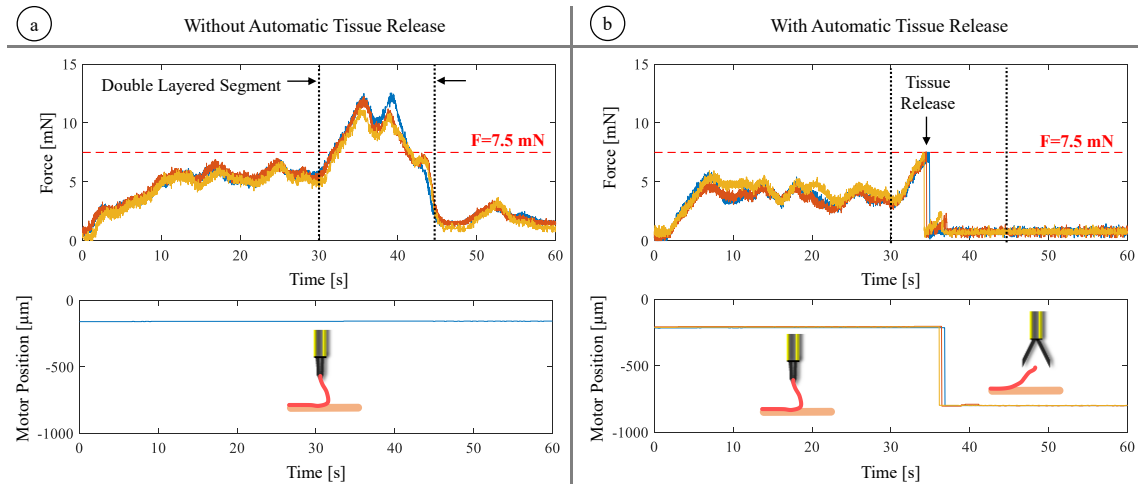 a
Without Automatic Tissue Release
b
With Automatic Tissue Release
15
10
5
0
Force [mN]
Double Layered Segment
F=7.5 mN
0
10
20
30
40
50
60
Time [s]
0
-500
-1000
Motor Position [µm]
0
10
20
30
40
50
60
Time [s]
15
10
5
0
Force [mN]
Tissue
Release
F=7.5 mN
0
10
20
30
40
50
60
Time [s]
0
-500
-1000
Motor Position [µm]
0
10
20
30
40
50
60
Time [s]